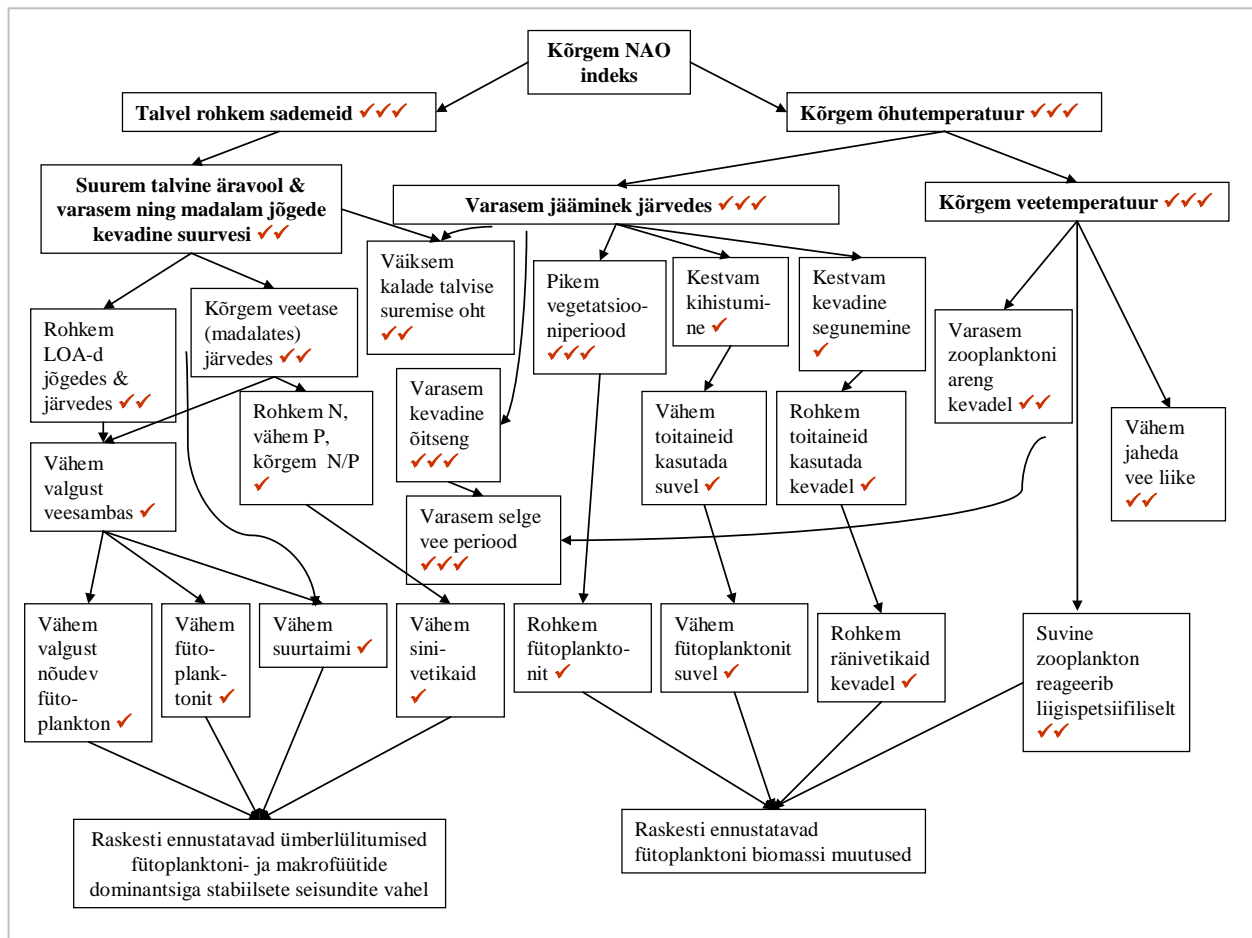 Kõrgem NAO
indeks
Talvel rohkem sademeid ✓✓✓
Kõrgem õhutemperatuur ✓✓✓
Suurem talvine äravool &
varasem ning madalam jõgede
kevadine suurvesi ✓✓
Varasem jääminek järvedes ✓✓✓
Kõrgem veetemperatuur ✓✓✓
Väiksem
kalade talvise
suremise oht
✓✓
Pikem
vegetatsioo-
niperiood
✓✓✓
Kestvam
kihistumi-
ne ✓
Kestvam
kevadine
segunemine
✓
Rohkem
LOA-d
jõgedes &
järvedes ✓✓
Kõrgem veetase
(madalates)
järvedes ✓✓
Varasem
zooplanktoni
areng
kevadel ✓✓
Varasem
kevadine
õitseng
✓✓✓
Rohkem N,
vähem P,
kõrgem N/P
✓
Vähem
toitaineid
kasutada
suvel ✓
Rohkem
toitaineid
kasutada
kevadel ✓
Vähem
jaheda
vee liike
✓✓
Vähem
valgust
veesambas ✓
Varasem selge
vee periood
✓✓✓
Vähem
valgust
nõudev
füto-
plankton ✓
Vähem
füto-
plank-
tonit ✓
Vähem
suurtaimi ✓
Vähem
sini-
vetikaid
✓
Rohkem
fütoplankto-
nit ✓
Vähem
fütoplanktonit
suvel ✓
Rohkem
ränivetikaid
kevadel ✓
Suvine
zooplankton
reageerib
liigispetsiifiliselt
✓✓
Raskesti ennustatavad ümberlülitumised
fütoplanktoni- ja makrofüütide
dominantsiga stabiilsete seisundite vahel
Raskesti ennustatavad
fütoplanktoni biomassi muutused